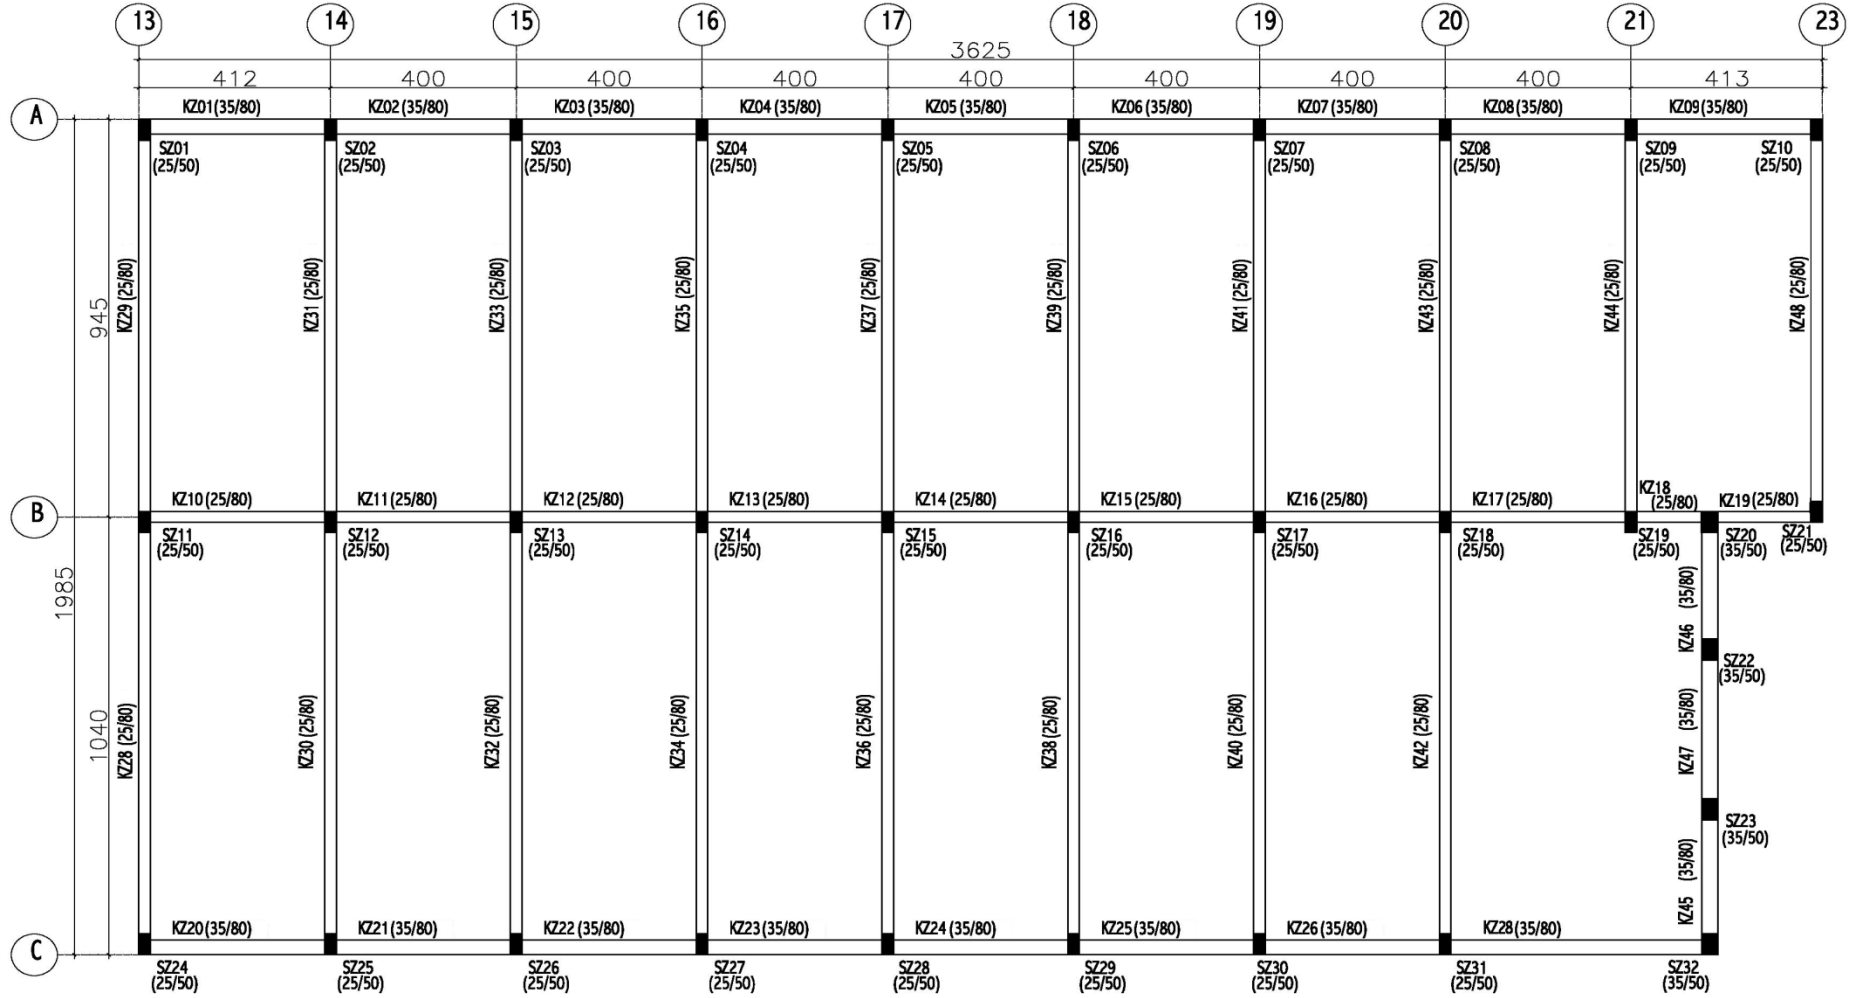 13 14 15 16 17 18 19 20 21 23
3625
412 400 400 400 400 400 400 400 413
KZ01(35/80) KZ02(35/80) KZ03(35/80) KZ04(35/80) KZ05(35/80) KZ06(35/80) KZ07(35/80) KZ08(35/80) KZ09(35/80)
A
SZ01 SZ02 SZ03 SZ04 SZ05 SZ06 SZ07 SZ08 SZ09 SZ10
(25/50) (25/50) (25/50) (25/50) (25/50) (25/50) (25/50) (25/50) (25/50) (25/50)
945
KZ29 (25/80)
KZ31 (25/80)
KZ33 (25/80)
KZ35 (25/80)
KZ37 (25/80)
KZ39 (25/80)
KZ41 (25/80)
KZ43 (25/80)
KZ44 (25/80)
KZ48 (25/80)
KZ10(25/80) KZ11(25/80) KZ12(25/80) KZ13(25/80) KZ14(25/80) KZ15(25/80) KZ16(25/80) KZ17(25/80)
KZ18
(25/80)
KZ19(25/80)
B
SZ11 SZ12 SZ13 SZ14 SZ15 SZ16 SZ17 SZ18 SZ19 SZ20 SZ21
(25/50) (25/50) (25/50) (25/50) (25/50) (25/50) (25/50) (25/50) (25/50) (35/50) (25/50)
1985
KZ46 (35/80)
SZ22
(35/50)
1040
KZ28 (25/80)
KZ30 (25/80)
KZ32 (25/80)
KZ34 (25/80)
KZ36 (25/80)
KZ38 (25/80)
KZ40 (25/80)
KZ42 (25/80)
KZ47 (35/80)
SZ23
(35/50)
KZ45 (35/80)
KZ20(35/80) KZ21(35/80) KZ22(35/80) KZ23(35/80) KZ24(35/80) KZ25(35/80) KZ26(35/80) KZ28(35/80)
C
SZ24 SZ25 SZ26 SZ27 SZ28 SZ29 SZ30 SZ31 SZ32
(25/50) (25/50) (25/50) (25/50) (25/50) (25/50) (25/50) (25/50) (35/50)